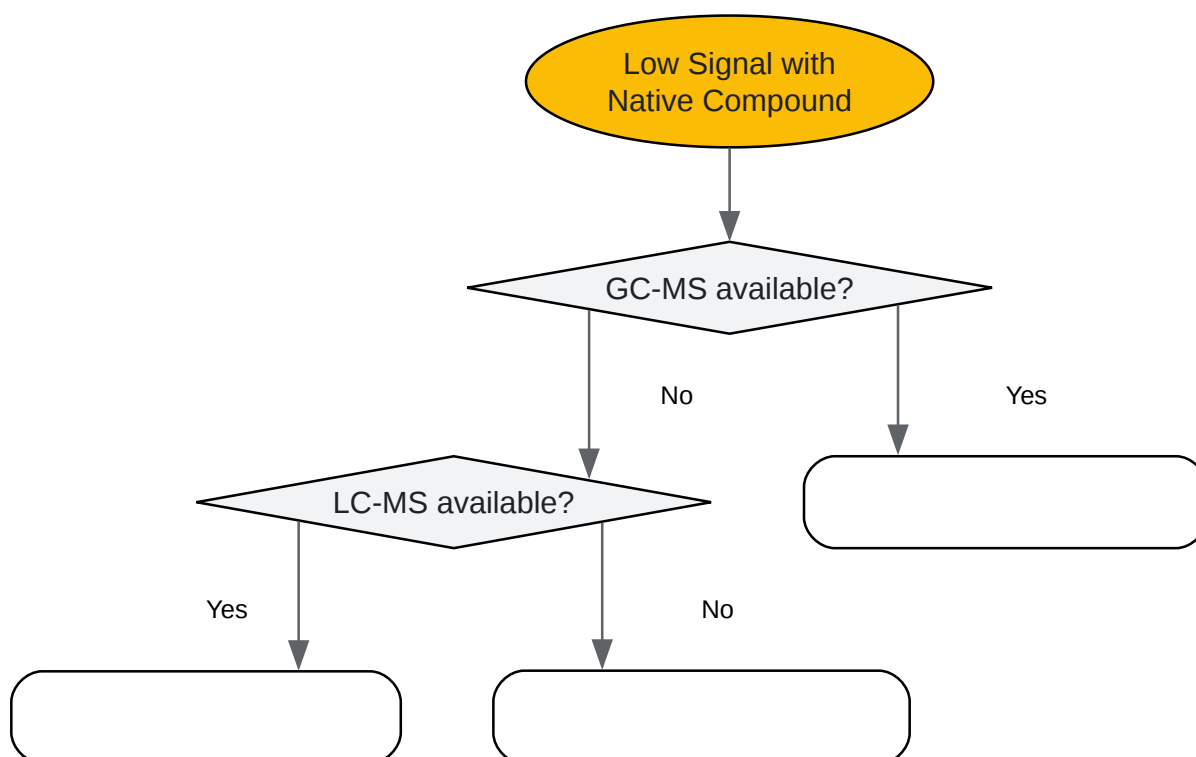 Low Signal with
Native Compound
GC-MS available?
No
Yes
LC-MS available?
Yes
No